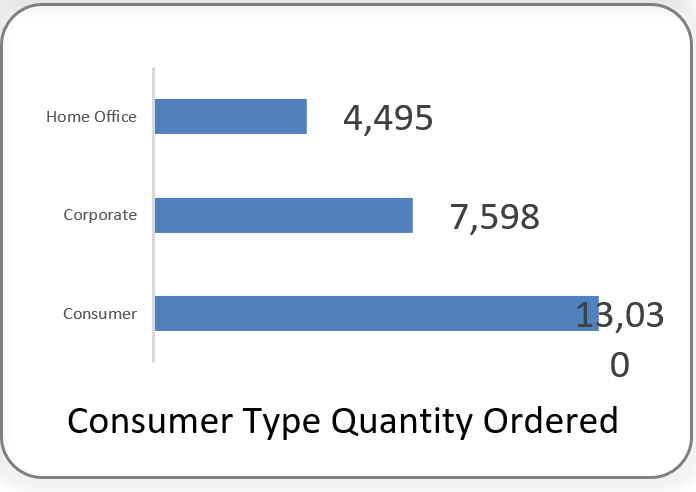 Home Office 4,495
Corporate 7,598
Consumer 13,03
0
Consumer Type Quantity Ordered